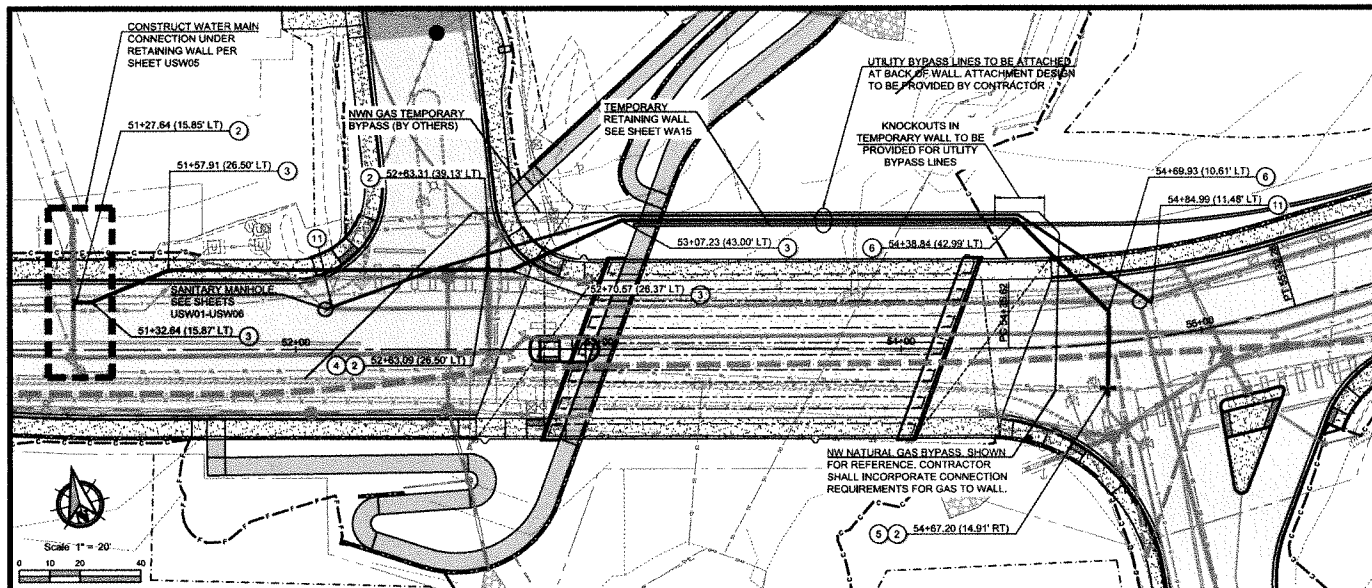 CONSTRUCT WATER MAIN
CONNECTION UNDER
RETAINING WALL PER
SHEET USW05
51+27.64 (15.85' LT) 2
51+57.91 (26.50' LT) 3
NWN GAS TEMPORARY
BYPASS (BY OTHERS)
2 52+63.31 (39.13' LT)
TEMPORARY
RETAINING WALL
SEE SHEET WA15
UTILITY BYPASS LINES TO BE ATTACHED
AT BACK OF WALL. ATTACHMENT DESIGN
TO BE PROVIDED BY CONTRACTOR
KNOCKOUTS IN
TEMPORARY WALL TO BE
PROVIDED FOR UTILITY
BYPASS LINES
54+69.93 (10.61' LT) 6
54+84.99 (11.48' LT) 11
11
53+07.23 (43.00' LT) 3
6 54+38.84 (42.99' LT)
SANITARY MANHOLE
SEE SHEETS
USW01-USW06
52+70.57 (26.37' LT) 3
51+32.64 (15.87' LT) 3
52+00
54+00
55+00
4 2 52+63.09 (26.50' LT)
NW NATURAL GAS BYPASS, SHOWN
FOR REFERENCE. CONTRACTOR
SHALL INCORPORATE CONNECTION
REQUIREMENTS FOR GAS TO WALL.
5 2 54+67.20 (14.91' RT)
N
Scale 1" = 20'
0 10 20 40